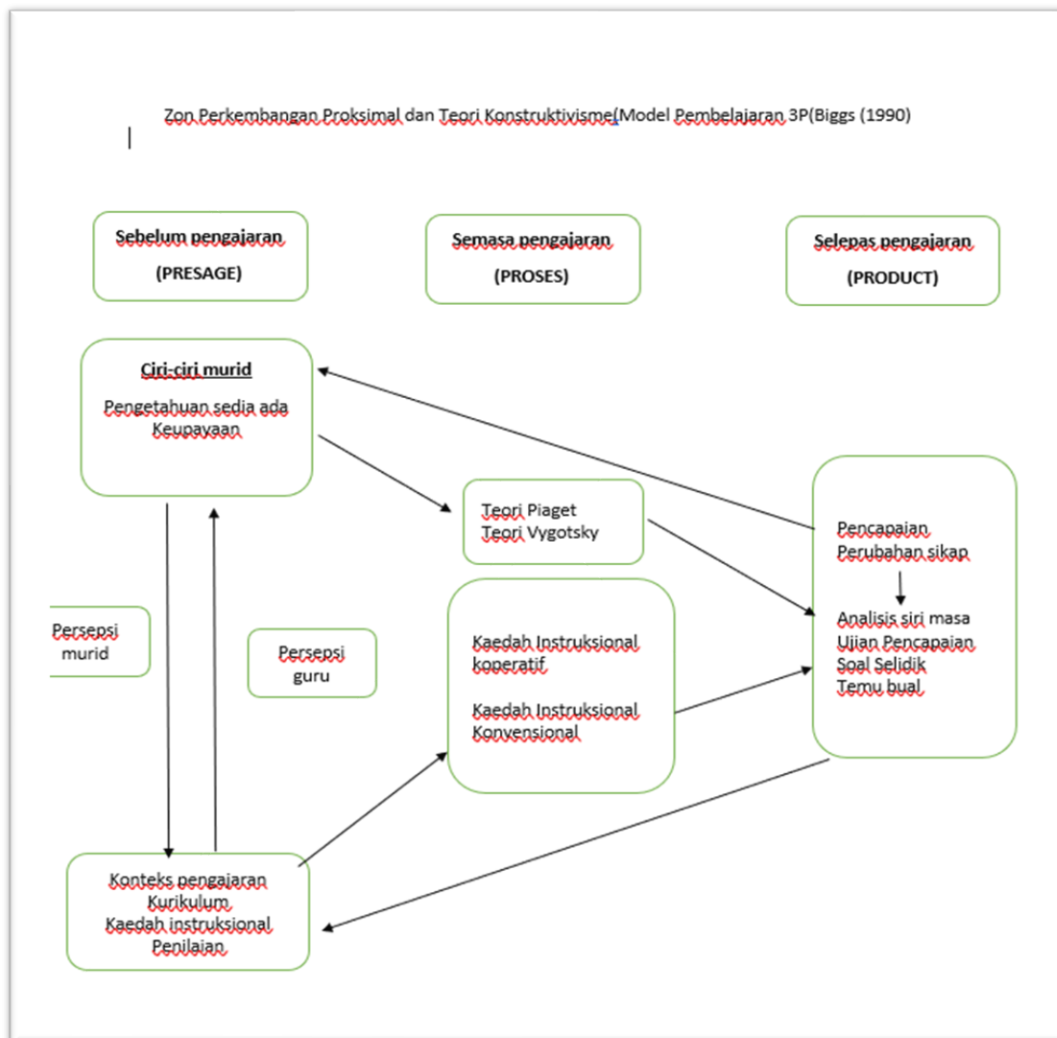 Zon Perkembangan Proksimal dan Teori Konstruktivisme(Model Pembelajaran 3P(Biggs (1990)
Sebelum pengajaran
(PRESAGE)
Semasa pengajaran
(PROSES)
Selepas pengajaran
(PRODUCT)
Ciri-ciri murid
Pengetahuan sedia ada
Keupayaan
Teori Piaget
Teori Vygotsky
Pencapaian
Perubahan sikap
Analisis siri masa
Ujian Pencapaian
Soal Selidik
Temu bual
Persepsi
murid
Persepsi
guru
Kaedah Instruksional
koperatif
Kaedah Instruksional
Konvensional
Konteks pengajaran
Kurikulum
Kaedah instruksional
Penilaian